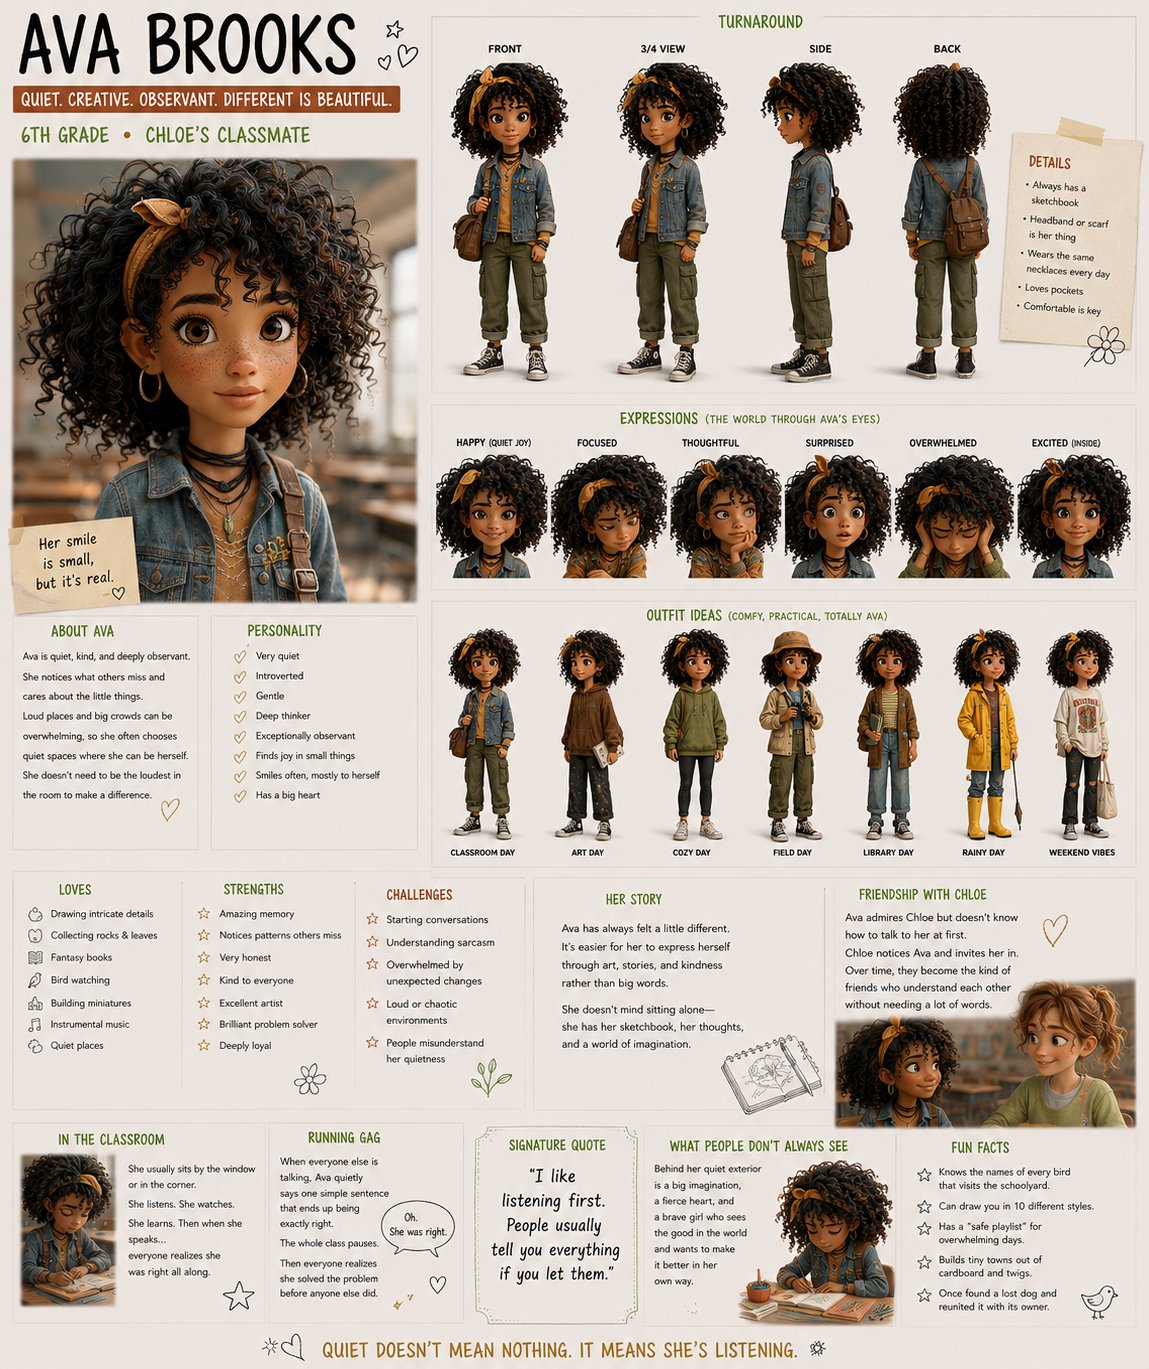 AVA BROOKS
QUIET. CREATIVE. OBSERVANT. DIFFERENT IS BEAUTIFUL.
6TH GRADE • CHLOE'S CLASSMATE
Her smile
is small,
but it's real.
TURNAROUND
FRONT
3/4 VIEW
SIDE
BACK
DETAILS
• Always has a
sketchbook
• Headband or scarf
is her thing
• Wears the same
necklaces every day
• Loves pockets
• Comfortable is key
EXPRESSIONS (THE WORLD THROUGH AVA'S EYES)
HAPPY (QUIET JOY)
FOCUSED
THOUGHTFUL
SURPRISED
OVERWHELMED
EXCITED (INSIDE)
OUTFIT IDEAS (COMFY, PRACTICAL, TOTALLY AVA)
CLASSROOM DAY
ART DAY
COZY DAY
FIELD DAY
LIBRARY DAY
RAINY DAY
WEEKEND VIBES
ABOUT AVA
Ava is quiet, kind, and deeply observant.
She notices what others miss and
cares about the little things.
Loud places and big crowds can be
overwhelming, so she often chooses
quiet spaces where she can be herself.
She doesn't need to be the loudest in
the room to make a difference.
PERSONALITY
Very quiet
Introverted
Gentle
Deep thinker
Exceptionally observant
Finds joy in small things
Smiles often, mostly to herself
Has a big heart
LOVES
Drawing intricate details
Collecting rocks & leaves
Fantasy books
Bird watching
Building miniatures
Instrumental music
Quiet places
STRENGTHS
Amazing memory
Notices patterns others miss
Very honest
Kind to everyone
Excellent artist
Brilliant problem solver
Deeply loyal
CHALLENGES
Starting conversations
Understanding sarcasm
Overwhelmed by
unexpected changes
Loud or chaotic
environments
People misunderstand
her quietness
HER STORY
Ava has always felt a little different.
It's easier for her to express herself
through art, stories, and kindness
rather than big words.
She doesn't mind sitting alone—
she has her sketchbook, her thoughts,
and a world of imagination.
FRIENDSHIP WITH CHLOE
Ava admires Chloe but doesn't know
how to talk to her at first.
Chloe notices Ava and invites her in.
Over time, they become the kind of
friends who understand each other
without needing a lot of words.
IN THE CLASSROOM
She usually sits by the window
or in the corner.
She listens. She watches.
She learns. Then when she
speaks...
everyone realizes she
was right all along.
RUNNING GAG
When everyone else is
talking, Ava quietly
says one simple sentence
that ends up being
exactly right.
The whole class pauses.
Then everyone realizes
she solved the problem
before anyone else did.
Oh.
She was right.
SIGNATURE QUOTE
"I like
listening first.
People usually
tell you everything
if you let them."
WHAT PEOPLE DON'T ALWAYS SEE
Behind her quiet exterior
is a big imagination,
a fierce heart, and
a brave girl who sees
the good in the world
and wants to make
it better in her
own way.
FUN FACTS
Knows the names of every bird
that visits the schoolyard.
Can draw you in 10 different styles.
Has a "safe playlist" for
overwhelming days.
Builds tiny towns out of
cardboard and twigs.
Once found a lost dog and
reunited it with its owner.
QUIET DOESN'T MEAN NOTHING. IT MEANS SHE'S LISTENING.